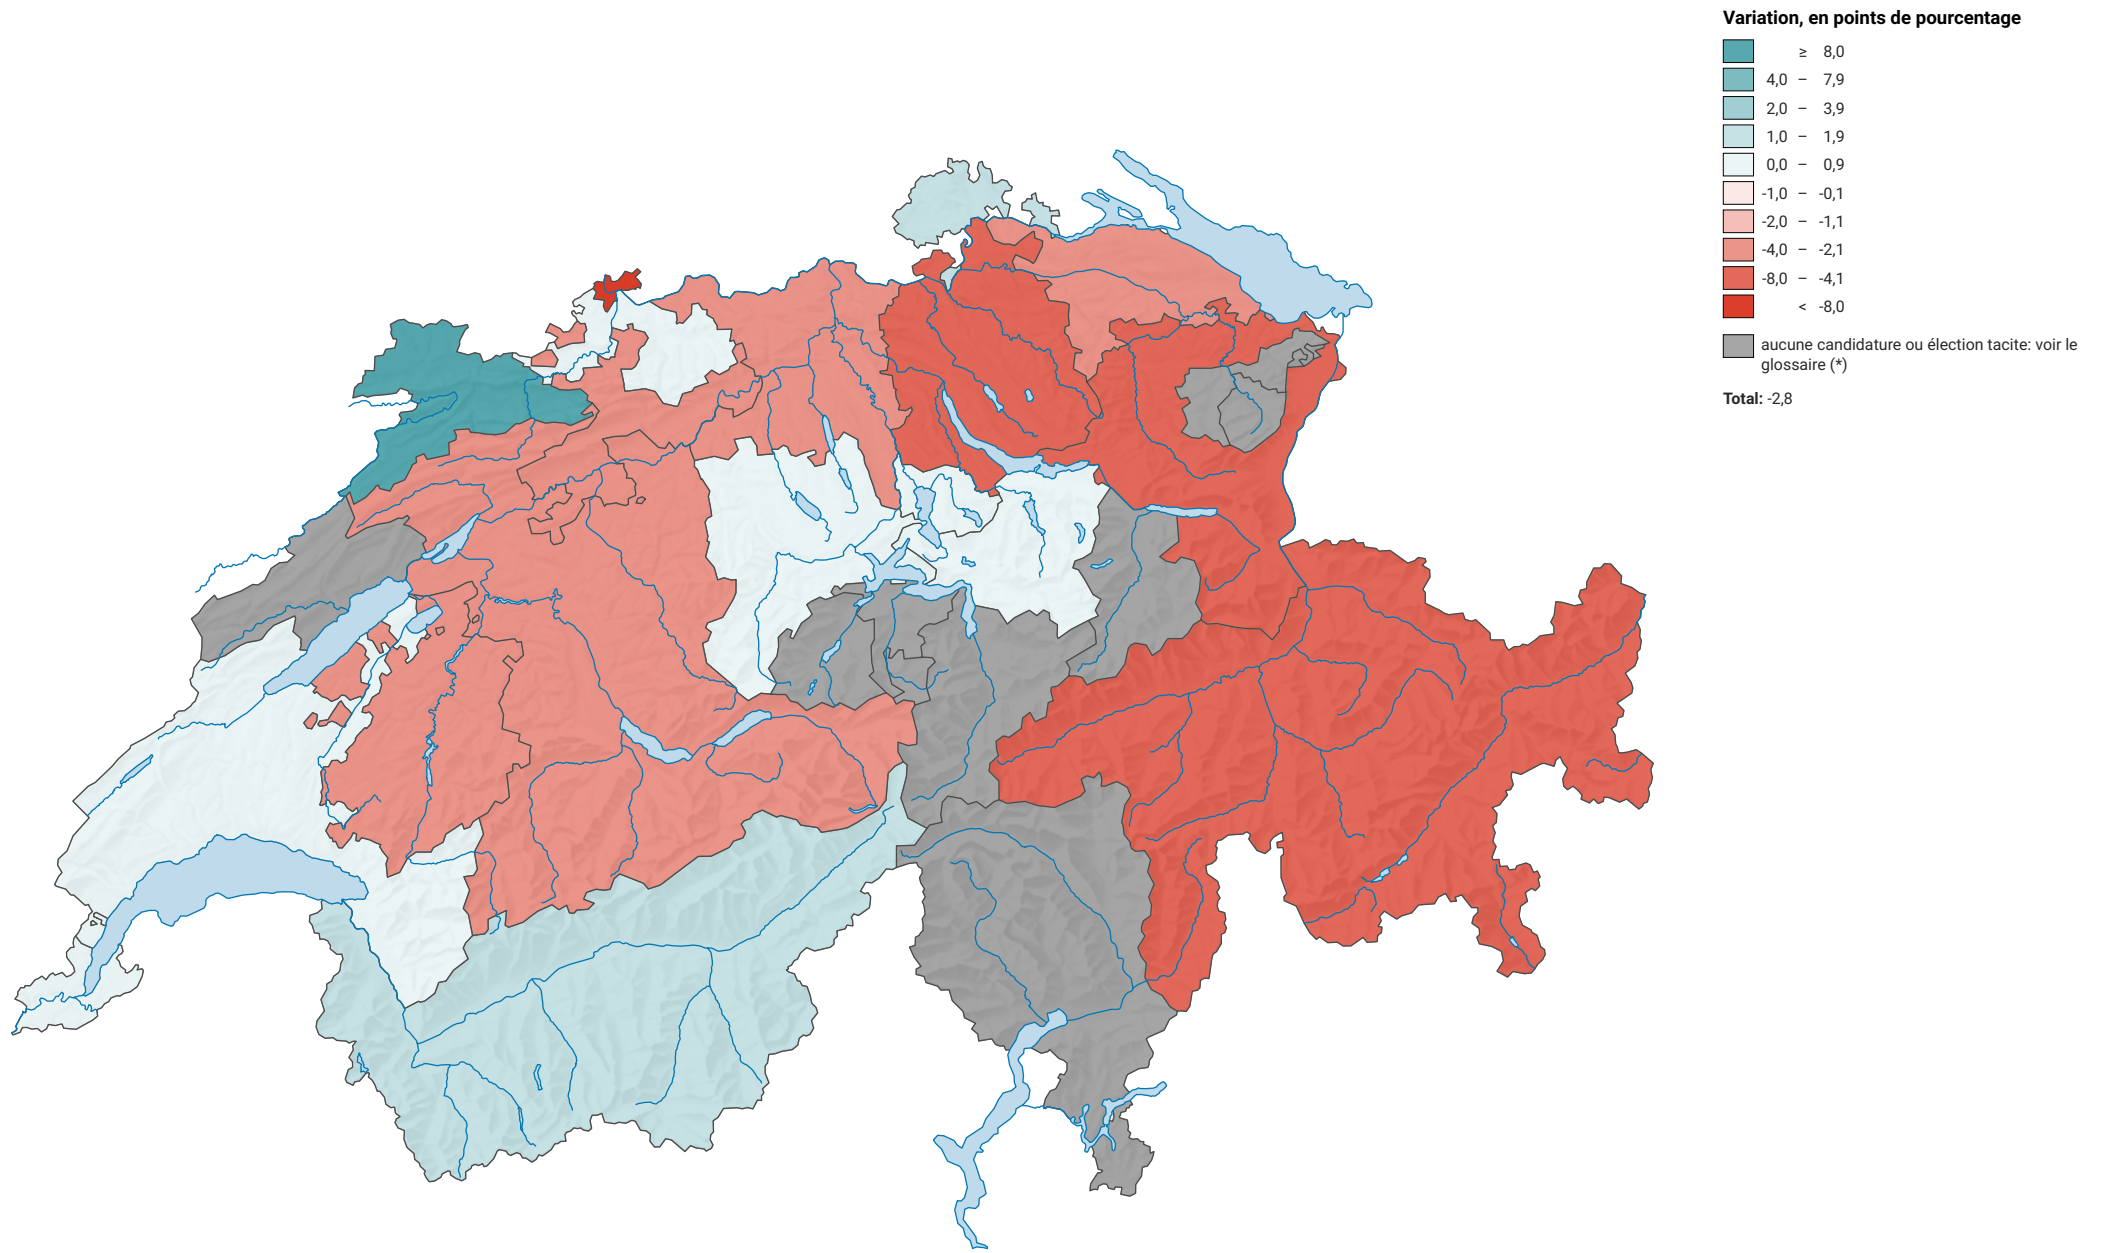 Variation, en points de pourcentage
≥ 8,0
4,0 – 7,9
2,0 – 3,9
1,0 – 1,9
0,0 – 0,9
-1,0 – -0,1
-2,0 – -1,1
-4,0 – -2,1
-8,0 – -4,1
< -8,0
aucune candidature ou élection tacite: voir le
glossaire (*)
Total: -2,8